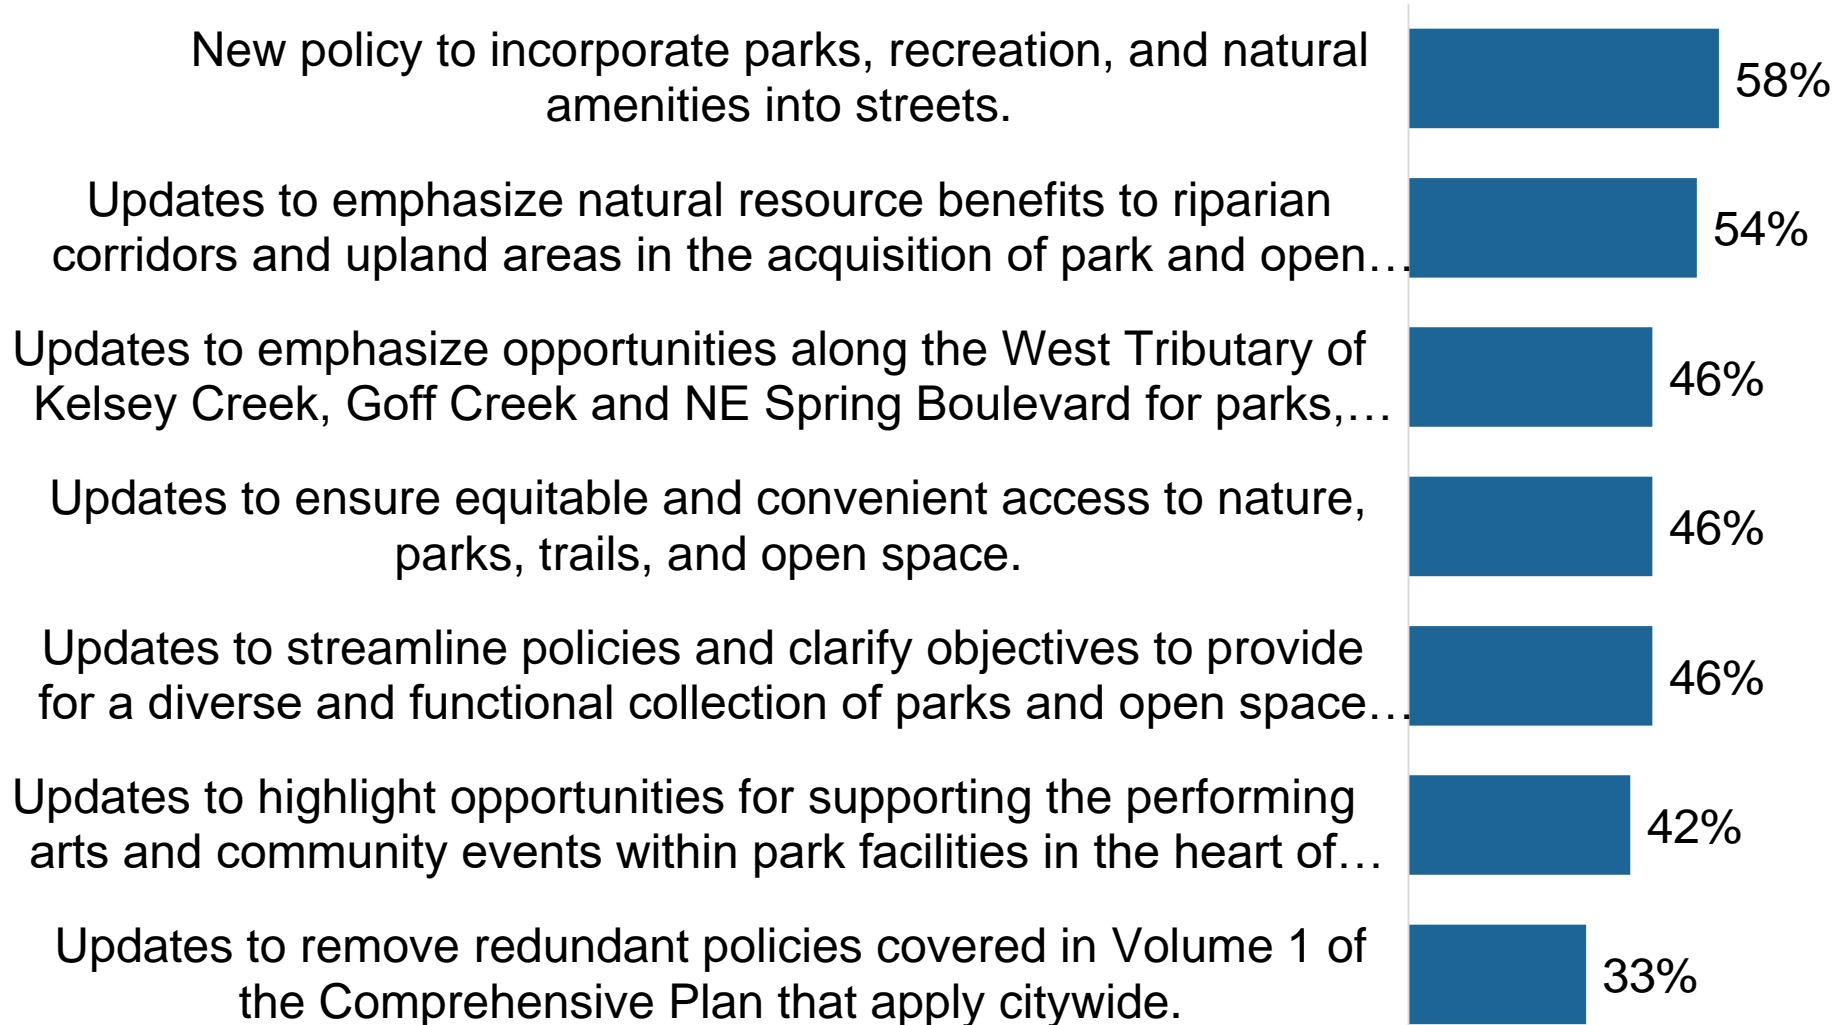 New policy to incorporate parks, recreation, and natural
amenities into streets.
58%
Updates to emphasize natural resource benefits to riparian
corridors and upland areas in the acquisition of park and open…
54%
Updates to emphasize opportunities along the West Tributary of
Kelsey Creek, Goff Creek and NE Spring Boulevard for parks,…
46%
Updates to ensure equitable and convenient access to nature,
parks, trails, and open space.
46%
Updates to streamline policies and clarify objectives to provide
for a diverse and functional collection of parks and open space…
46%
Updates to highlight opportunities for supporting the performing
arts and community events within park facilities in the heart of…
42%
Updates to remove redundant policies covered in Volume 1 of
the Comprehensive Plan that apply citywide.
33%